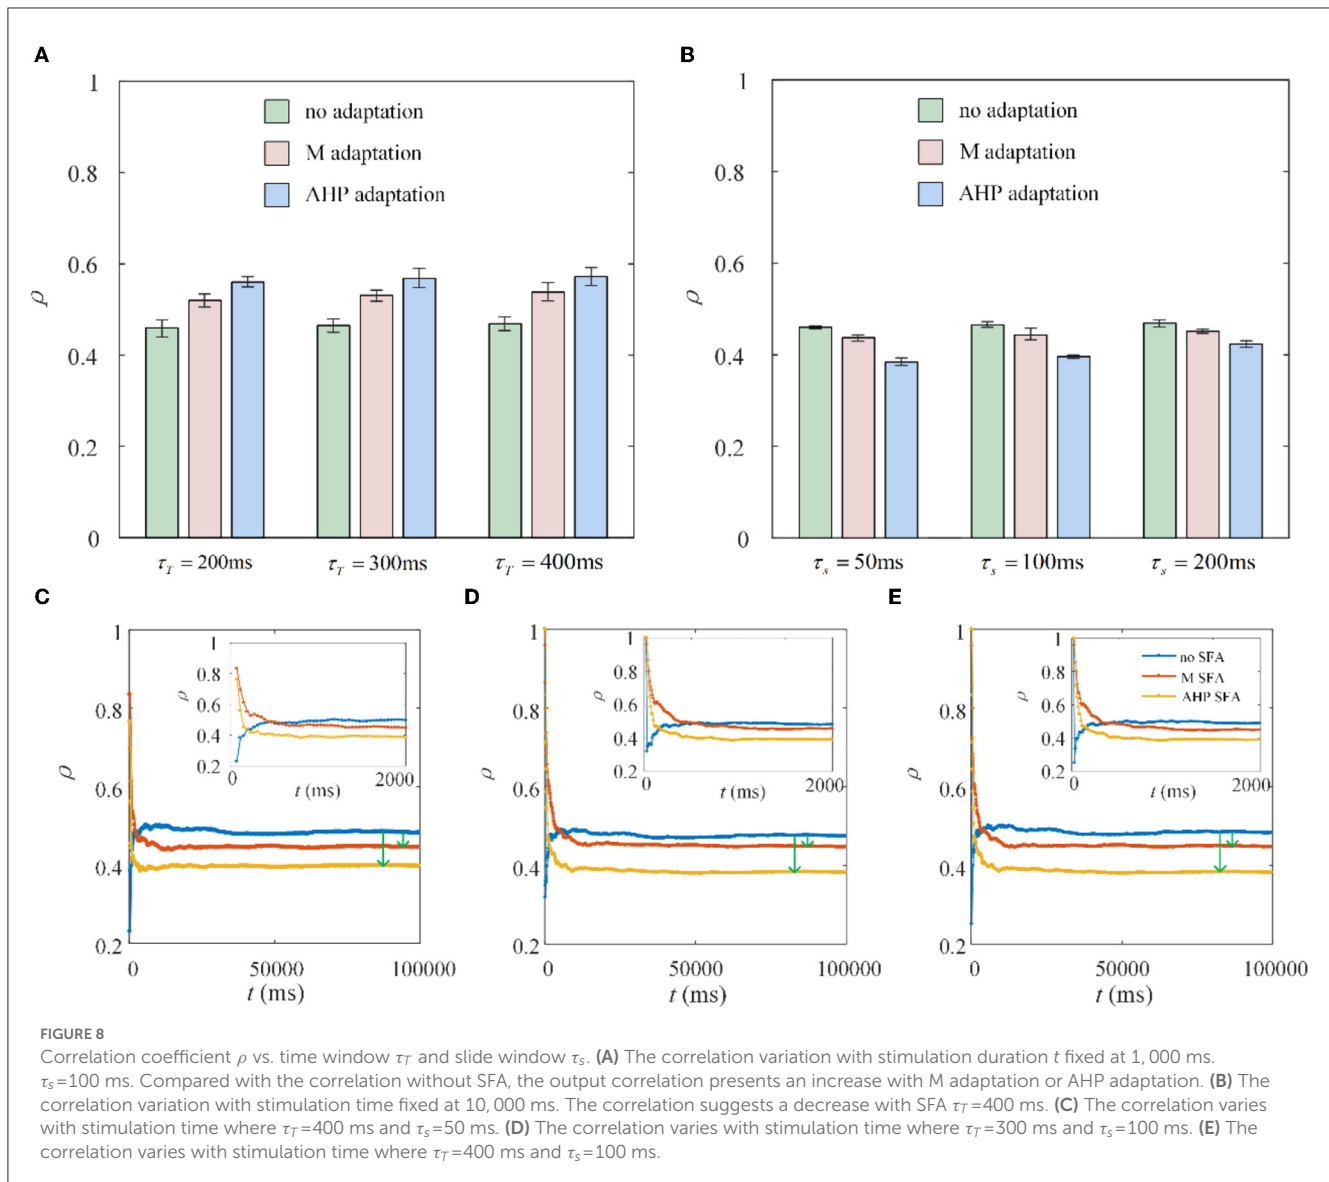 A
1
0.8
0.6
0.4
0.2
0
ρ
no adaptation
M adaptation
AHP adaptation
τT = 200ms
τT = 300ms
τT = 400ms
B
1
0.8
0.6
0.4
0.2
0
ρ
no adaptation
M adaptation
AHP adaptation
τs = 50ms
τs = 100ms
τs = 200ms
C
1
0.8
0.6
0.4
0.2
ρ
0 50000 100000
t (ms)
1
0.8
0.6
0.4
0.2
ρ
0 2000
t (ms)
D
1
0.8
0.6
0.4
0.2
ρ
0 50000 100000
t (ms)
1
0.8
0.6
0.4
0.2
ρ
0 2000
t (ms)
E
1
0.8
0.6
0.4
0.2
ρ
0 50000 100000
t (ms)
1
0.8
0.6
0.4
0.2
ρ
no SFA
M SFA
AHP SFA
0 2000
t (ms)
FIGURE 8
Correlation coefficient ρ vs. time window τT and slide window τs. (A) The correlation variation with stimulation duration t fixed at 1, 000 ms.
τs=100 ms. Compared with the correlation without SFA, the output correlation presents an increase with M adaptation or AHP adaptation. (B) The
correlation variation with stimulation time fixed at 10, 000 ms. The correlation suggests a decrease with SFA τT=400 ms. (C) The correlation varies
with stimulation time where τT=400 ms and τs=50 ms. (D) The correlation varies with stimulation time where τT=300 ms and τs=100 ms. (E) The
correlation varies with stimulation time where τT=400 ms and τs=100 ms.